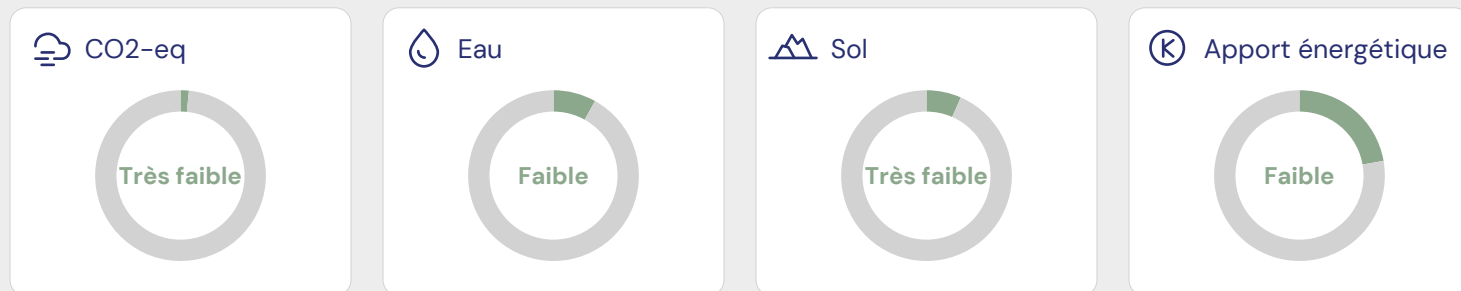 CO2-eq
Très faible
Eau
Faible
Sol
Très faible
Apport énergétique
Faible